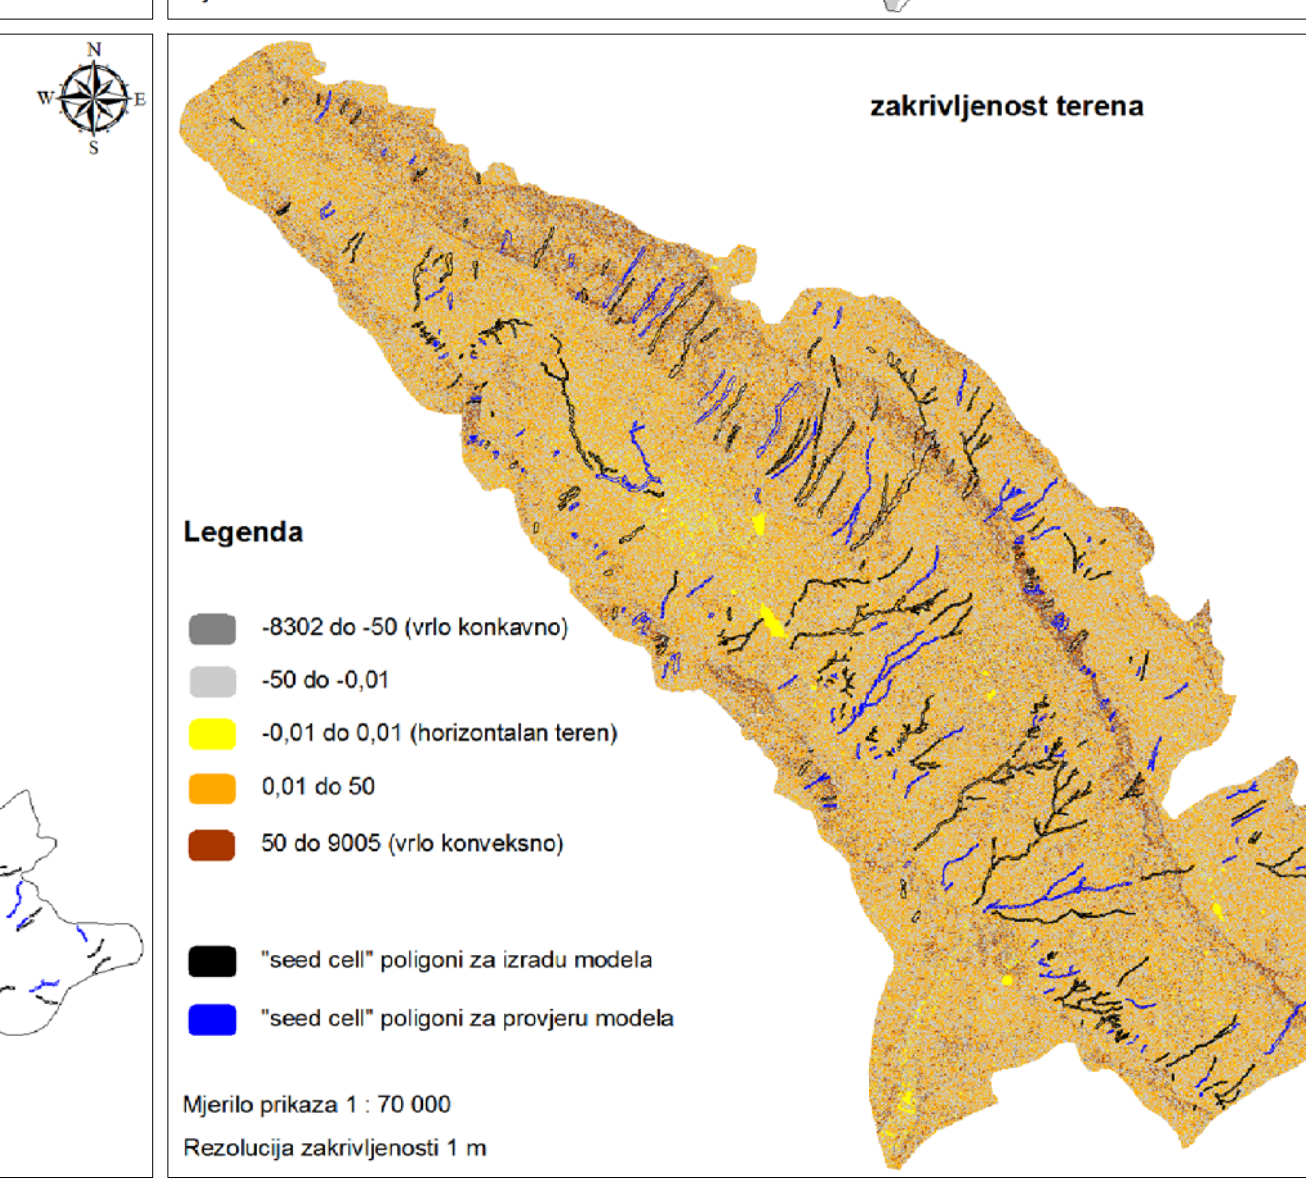 N
W E
S
zakrivljenost terena
Legenda
-8302 do -50 (vrlo konkavno)
-50 do -0,01
-0,01 do 0,01 (horizontalan teren)
0,01 do 50
50 do 9005 (vrlo konveksno)
"seed cell" poligoni za izradu modela
"seed cell" poligoni za provjeru modela
Mjerilo prikaza 1 : 70 000
Rezolucija zakrivljenosti 1 m